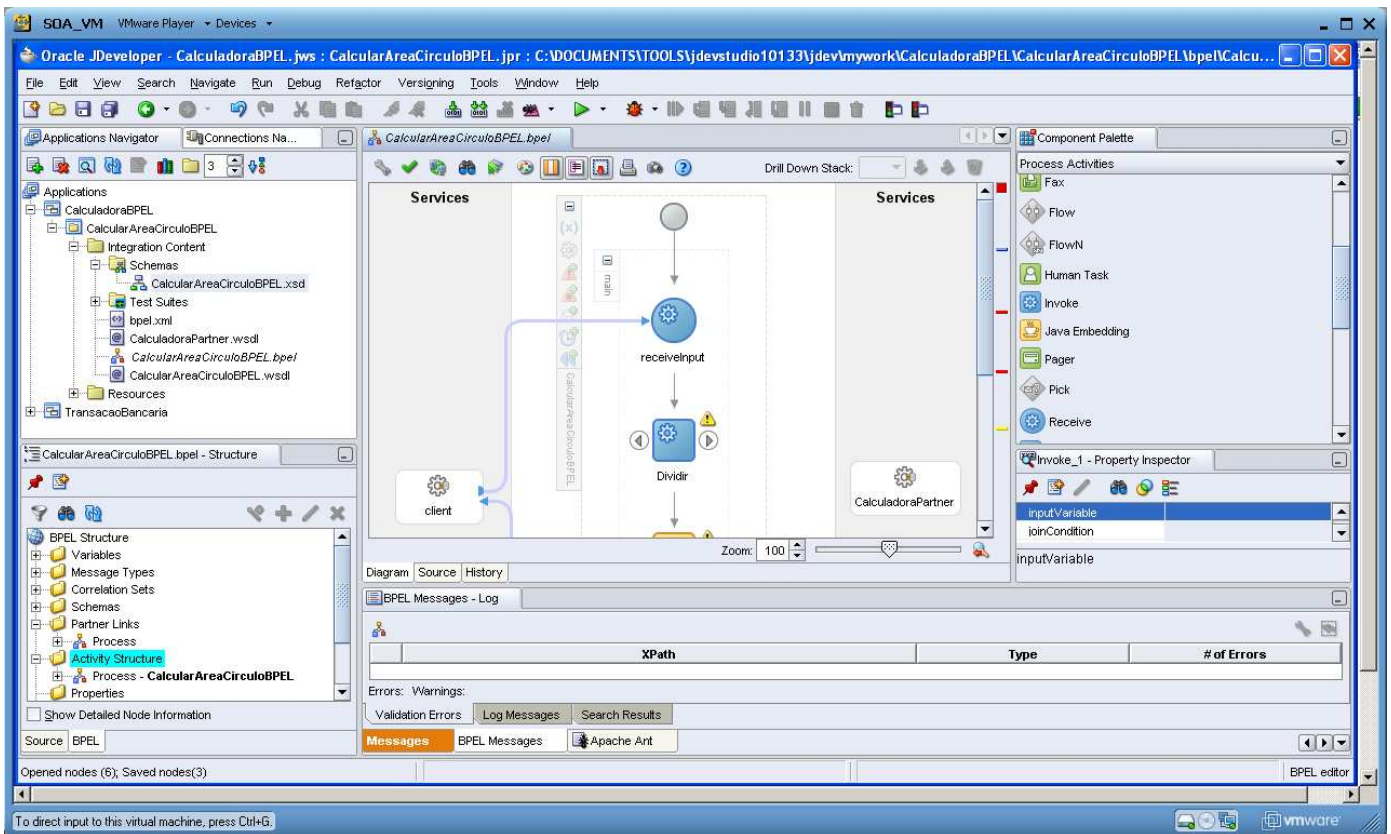 SOA_VM VMware Player Devices
Oracle JDeveloper - CalculadoraBPEL.jws : CalcularAreaCirculoBPEL.jpr : C:\DOCUMENTS\TOOLS\jdevstudio10133\jdev\mywork\CalculadoraBPEL\CalcularAreaCirculoBPEL\bpel\Calcu...
File Edit View Search Navigate Run Debug Refactor Versioning Tools Window Help
Applications Navigator Connections Na...
3
Applications
CalculadoraBPEL
CalcularAreaCirculoBPEL
Integration Content
Schemas
CalcularAreaCirculoBPEL.xsd
Test Suites
bpel.xml
CalculadoraPartner.wsdl
CalcularAreaCirculoBPEL.bpel
CalcularAreaCirculoBPEL.wsdl
Resources
TransacaoBancaria
CalcularAreaCirculoBPEL.bpel - Structure
BPEL Structure
Variables
Message Types
Correlation Sets
Schemas
Partner Links
Process
Activity Structure
Process - CalcularAreaCirculoBPEL
Properties
Show Detailed Node Information
Source BPEL
CalcularAreaCirculoBPEL.bpel
Drill Down Stack:
Services
Services
(x)
main
CalcularAreaCirculoBPEL
receiveInput
Dividir
client
CalculadoraPartner
Zoom: 100
Diagram Source History
BPEL Messages - Log
XPath Type # of Errors
Errors: Warnings:
Validation Errors Log Messages Search Results
Messages BPEL Messages Apache Ant
Component Palette
Process Activities
Fax
Flow
FlowN
Human Task
Invoke
Java Embedding
Pager
Pick
Receive
Invoke_1 - Property Inspector
inputVariable
joinCondition
inputVariable
Opened nodes (6); Saved nodes(3) BPEL editor
To direct input to this virtual machine, press Ctrl+G. vmware